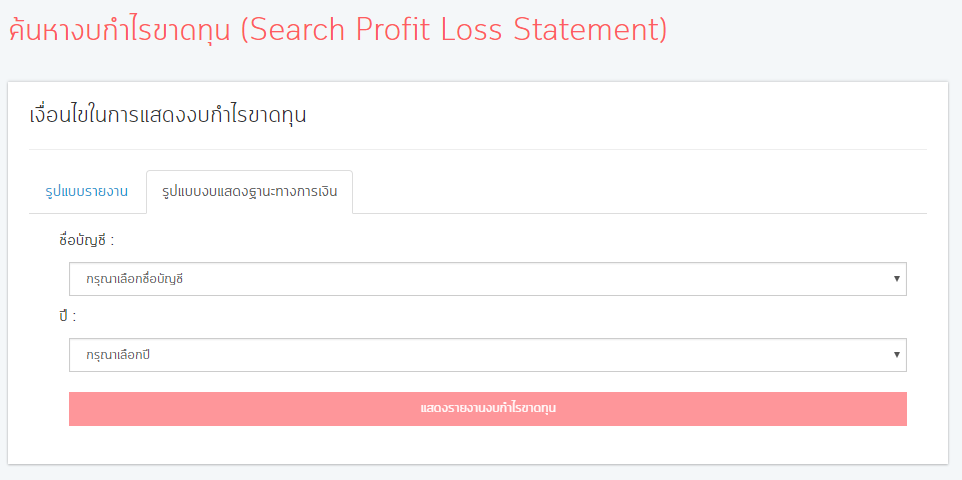 ค้นหางบกำไรขาดทุน (Search Profit Loss Statement)
เงื่อนไขในการแสดงงบกำไรขาดทุน
รูปแบบรายงาน
รูปแบบงบแสดงฐานะทางการเงิน
ชื่อบัญชี :
กรุณาเลือกชื่อบัญชี
ปี :
กรุณาเลือกปี
แสดงรายงานงบกำไรขาดทุน